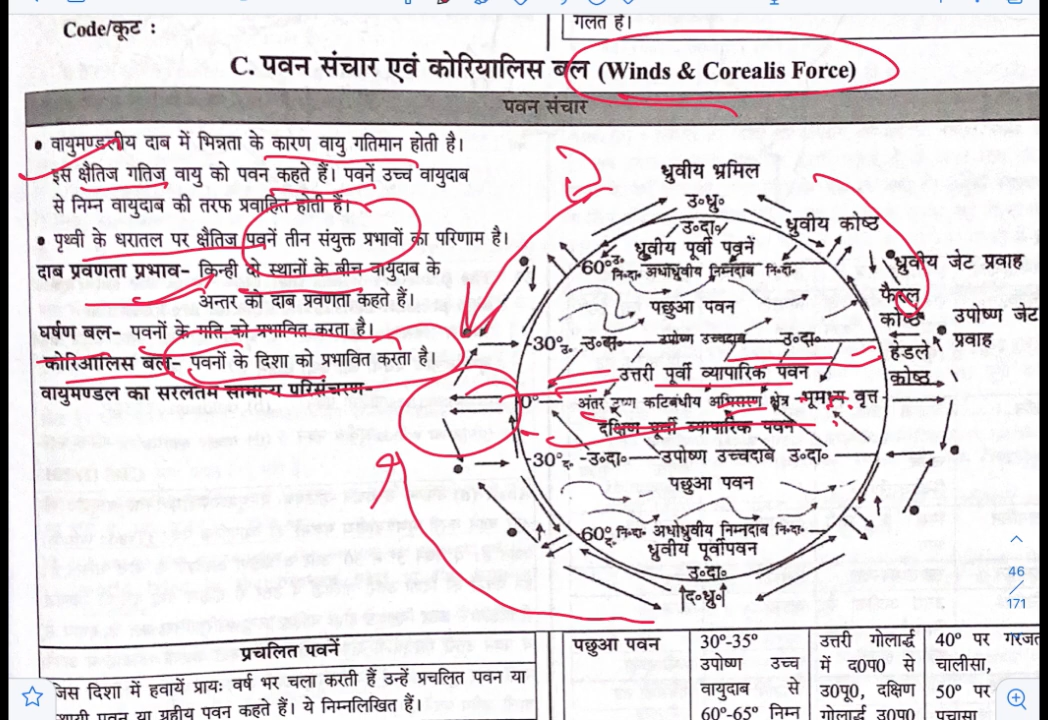 गलत है।
Code/कूट :
C. पवन संचार एवं कोरियालिस बल (Winds & Corealis Force)
पवन संचार
• वायुमण्डलीय दाब में भिन्नता के कारण वायु गतिमान होती है।
इस क्षैतिज गतिज वायु को पवन कहते हैं। पवनें उच्च वायुदाब
से निम्न वायुदाब की तरफ प्रवाहित होती हैं।
• पृथ्वी के धरातल पर क्षैतिज पवनें तीन संयुक्त प्रभावों का परिणाम है।
दाब प्रवणता प्रभाव– किन्ही दो स्थानों के बीच वायुदाब के
अन्तर को दाब प्रवणता कहते हैं।
घर्षण बल– पवनों के गति को प्रभावित करता है।
कोरिआलिस बल– पवनों के दिशा को प्रभावित करता है।
वायुमण्डल का सरलतम सामान्य परिसंचरण–
ध्रुवीय भ्रमिल
उ०ध्रु०
उ०दा०
ध्रुवीय कोष्ठ
ध्रुवीय पूर्वी पवनें
60°उ०
नि०दा० अधोध्रुवीय निम्नदाब नि०दा०
ध्रुवीय जेट प्रवाह
पछुआ पवन
फैरल
कोष्ठ
उपोष्ण जेट
प्रवाह
30°उ० उ०दा० उपोष्ण उच्चदाब उ०दा०
हेडले
कोष्ठ
उत्तरी पूर्वी व्यापारिक पवन
0° अंतर उष्ण कटिबंधीय अभिसरण क्षेत्र भूमध्य वृत्त
दक्षिण पूर्वी व्यापारिक पवन
30°द० उ०दा० उपोष्ण उच्चदाब उ०दा०
पछुआ पवन
60°द० नि०दा० अधोध्रुवीय निम्नदाब नि०दा०
ध्रुवीय पूर्वीपवन
उ०दा०
द०ध्रु०
46
171
प्रचलित पवनें
जिस दिशा में हवायें प्रायः वर्ष भर चला करती हैं उन्हें प्रचलित पवन या
स्थायी पवन या ग्रहीय पवन कहते हैं। ये निम्नलिखित हैं।
पछुआ पवन 30°-35° उत्तरी गोलार्द्ध 40° पर गरजत
उपोष्ण उच्च में द०प० से चालीसा,
वायुदाब से उ०पू०, दक्षिण 50° पर
60°-65° निम्न गोलार्द्ध उ०प० पचासा